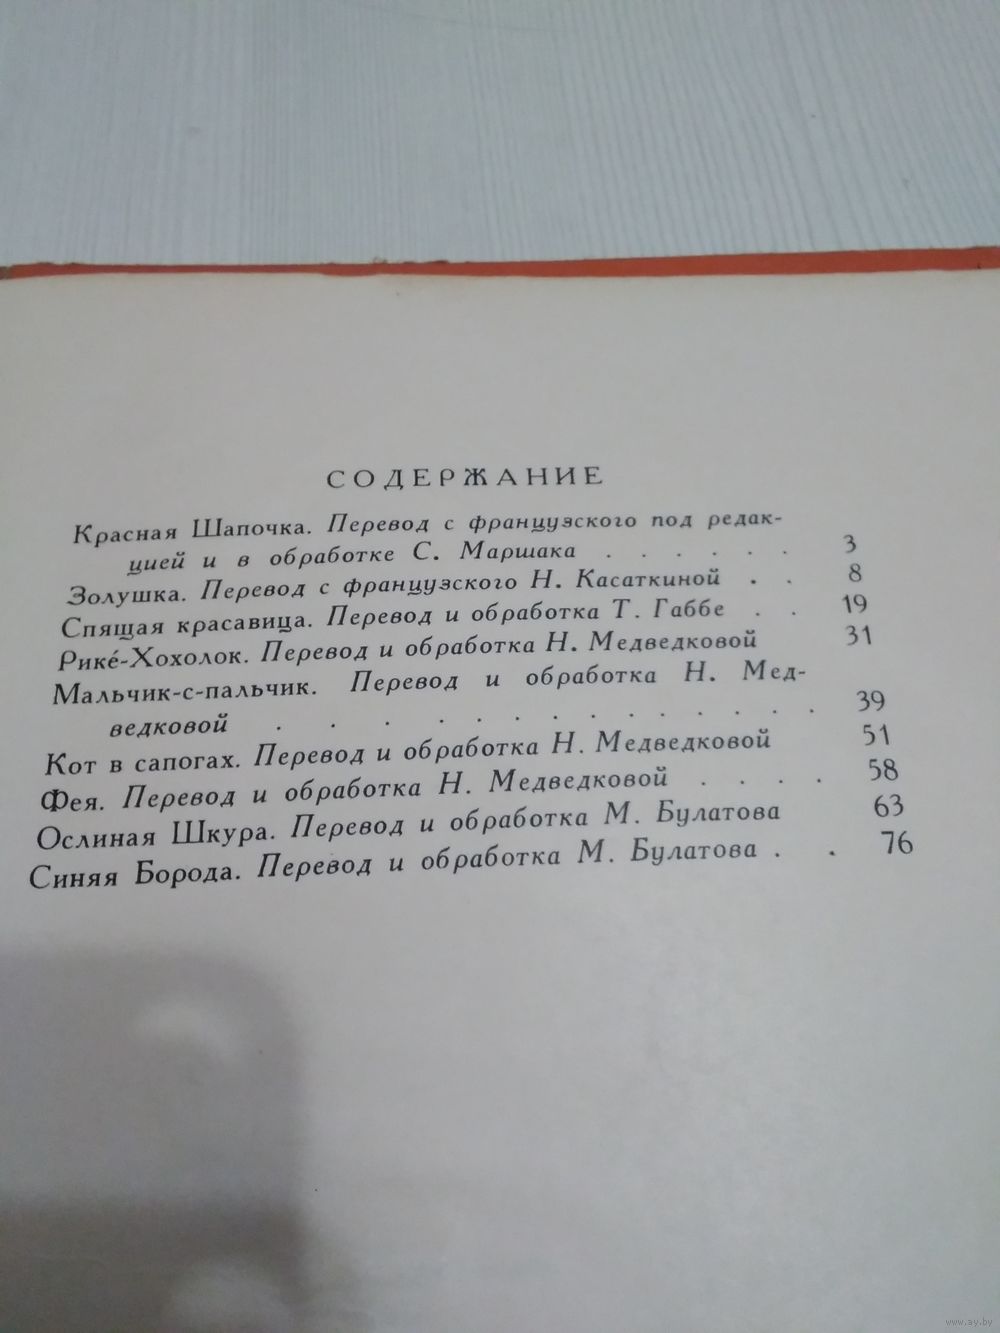 СОДЕРЖАНИЕ
Красная Шапочка. Перевод с французского под редак-
цией и в обработке С. Маршака . . . . . . 3
Золушка. Перевод с французского Н. Касаткиной . . 8
Спящая красавица. Перевод и обработка Т. Габбе . . 19
Рике́-Хохолок. Перевод и обработка Н. Медведковой 31
Мальчик-с-пальчик. Перевод и обработка Н. Мед-
ведковой . . . . . . . . . . . . . 39
Кот в сапогах. Перевод и обработка Н. Медведковой 51
Фея. Перевод и обработка Н. Медведковой . . . . 58
Ослиная Шкура. Перевод и обработка М. Булатова 63
Синяя Борода. Перевод и обработка М. Булатова . . 76
www.ay.by